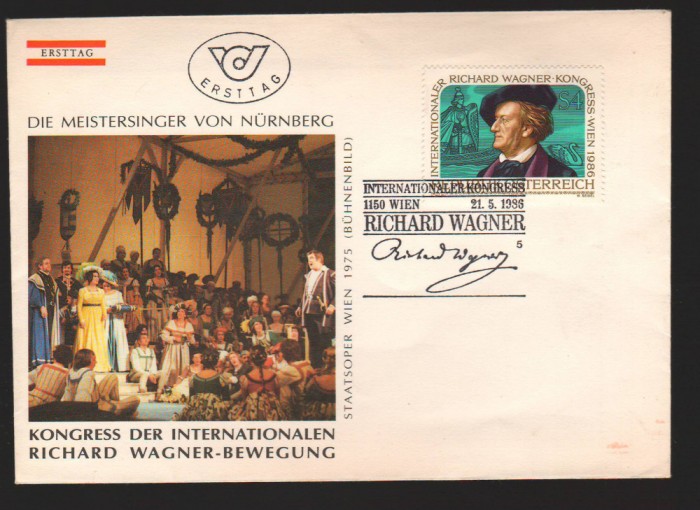 ERSTTAG
ERSTTAG
DIE MEISTERSINGER VON NÜRNBERG
STAATSOPER WIEN 1975 (BÜHNENBILD)
KONGRESS DER INTERNATIONALEN
RICHARD WAGNER-BEWEGUNG
INTERNATIONALER RICHARD WAGNER-KONGRESS-WIEN 1986
S4
TERREICH
INTERNATIONALER KONGRESS
1150 WIEN 21. 5. 1986
RICHARD WAGNER
5
Richard Wagner